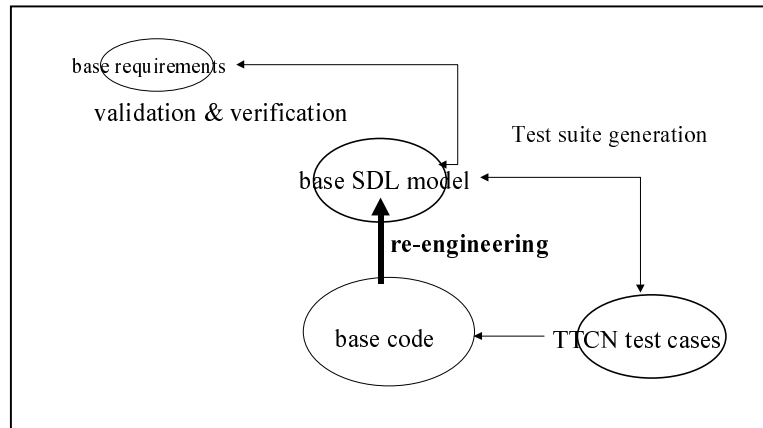 base requirements
validation & verification
Test suite generation
base SDL model
re-engineering
base code
TTCN test cases